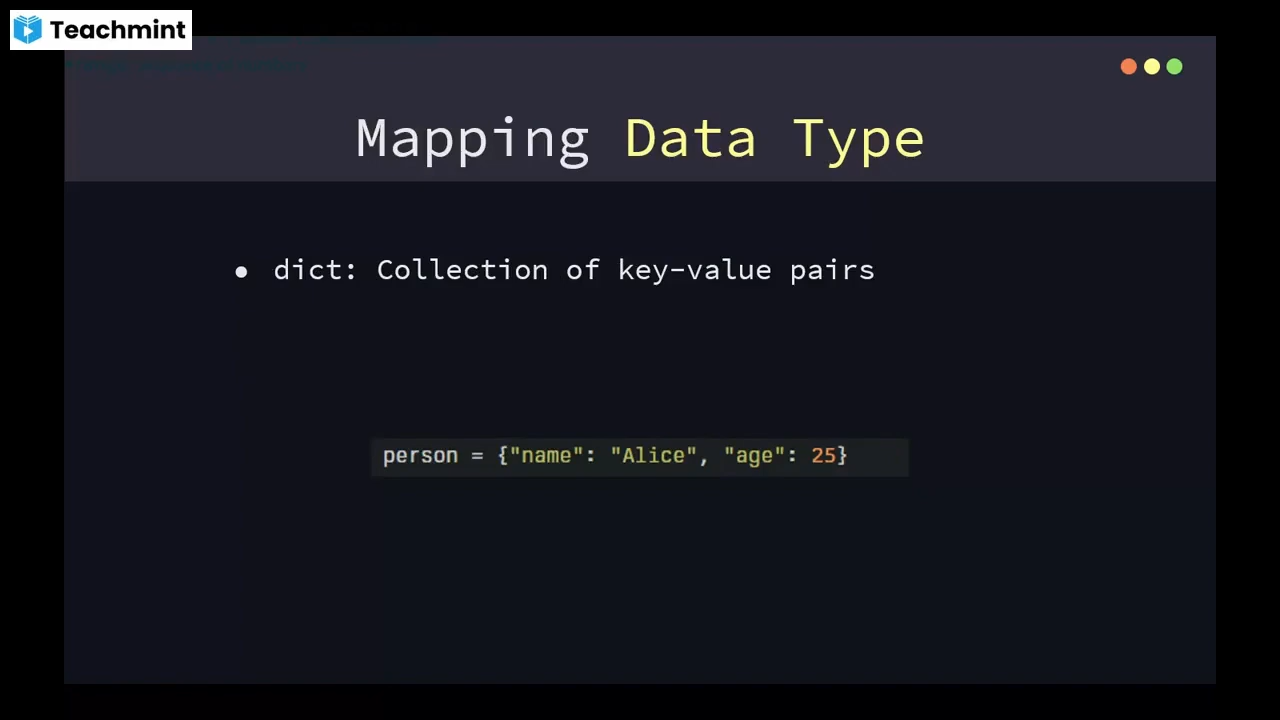 Teachmint
Mapping Data Type
● dict: Collection of key-value pairs
person = {"name": "Alice", "age": 25}